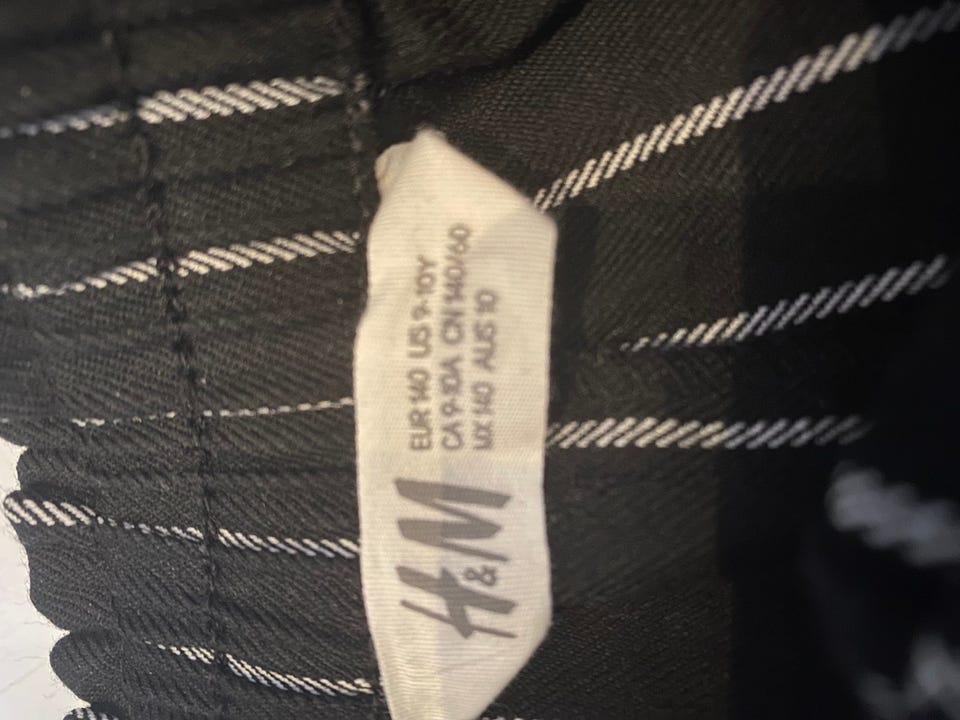 H&M
EUR 140 US 9-10Y
CA 9-10A CN 140/60
MX 140 AUS 10